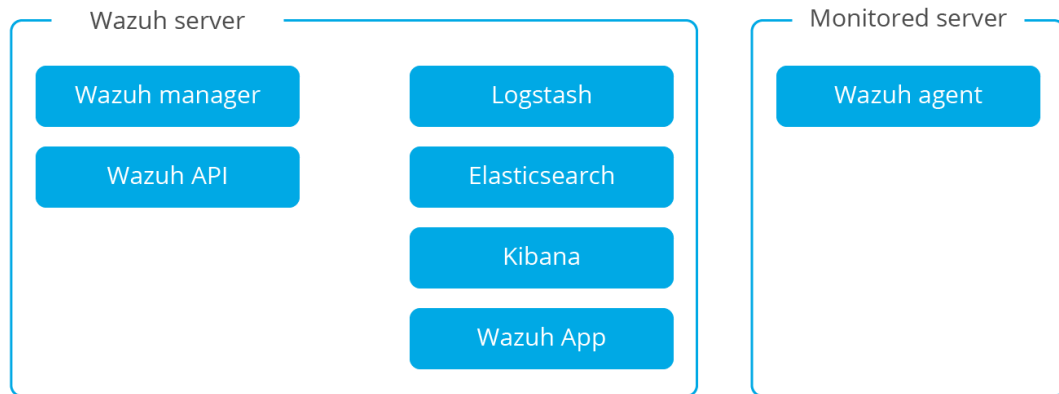 Wazuh server
Wazuh manager
Wazuh API
Logstash
Elasticsearch
Kibana
Wazuh App
Monitored server
Wazuh agent